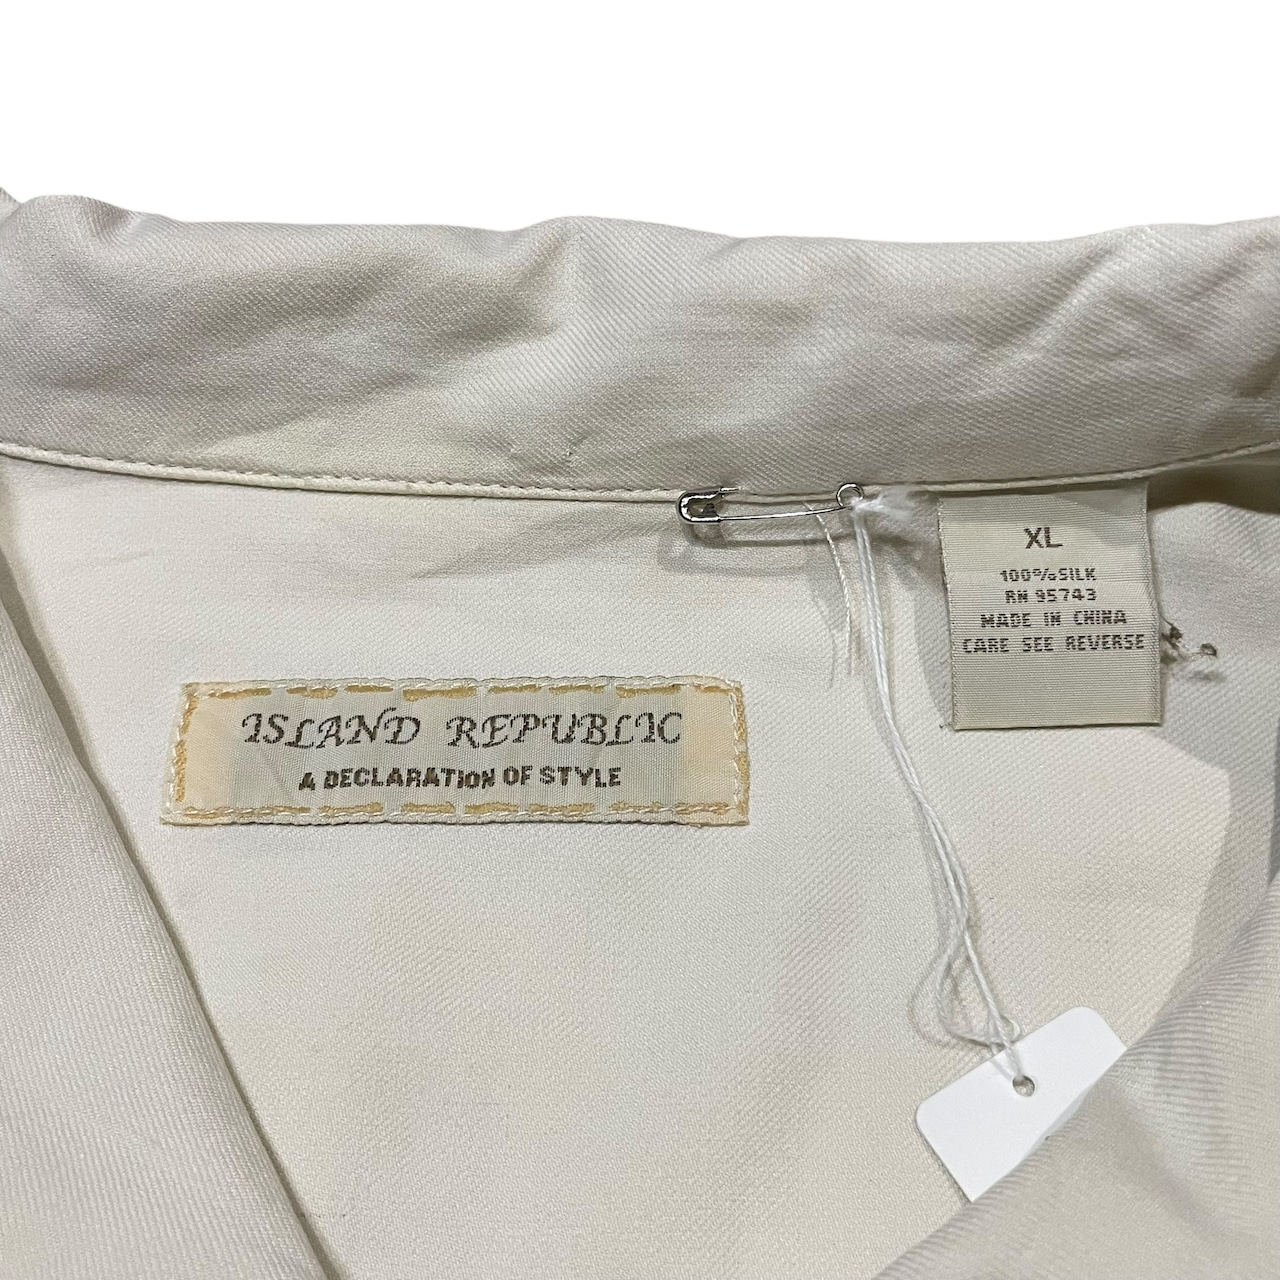 XL
100% SILK
RN 95743
MADE IN CHINA
CARE SEE REVERSE
ISLAND REPUBLIC
A DECLARATION OF STYLE